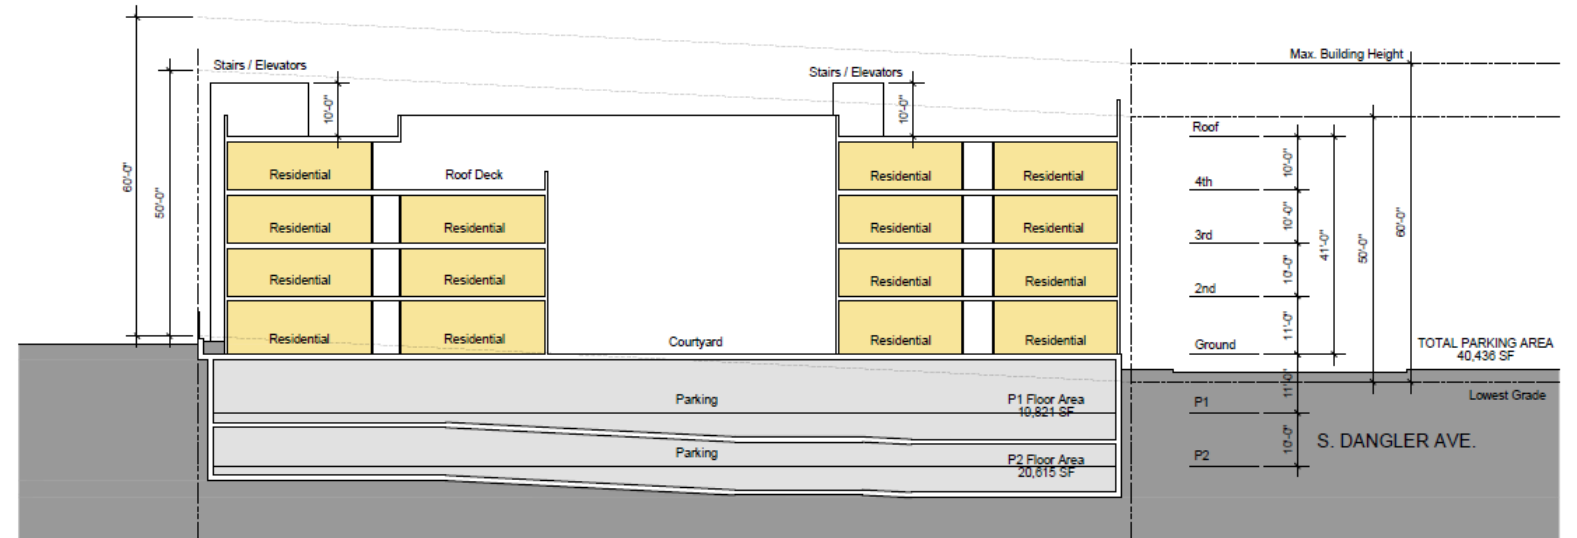 Max. Building Height
Stairs / Elevators
Stairs / Elevators
10'-0"
10'-0"
Roof
60'-0"
50'-0"
Residential
Roof Deck
Residential
Residential
10'-0"
4th
Residential
Residential
Residential
Residential
10'-0"
3rd
41'-0"
50'-0"
60'-0"
Residential
Residential
Residential
Residential
10'-0"
2nd
Residential
Residential
Courtyard
Residential
Residential
11'-0"
Ground
TOTAL PARKING AREA
40,436 SF
11'-0"
Lowest Grade
Parking
P1 Floor Area
19,821 SF
P1
10'-0"
S. DANGLER AVE.
Parking
P2 Floor Area
20,615 SF
P2